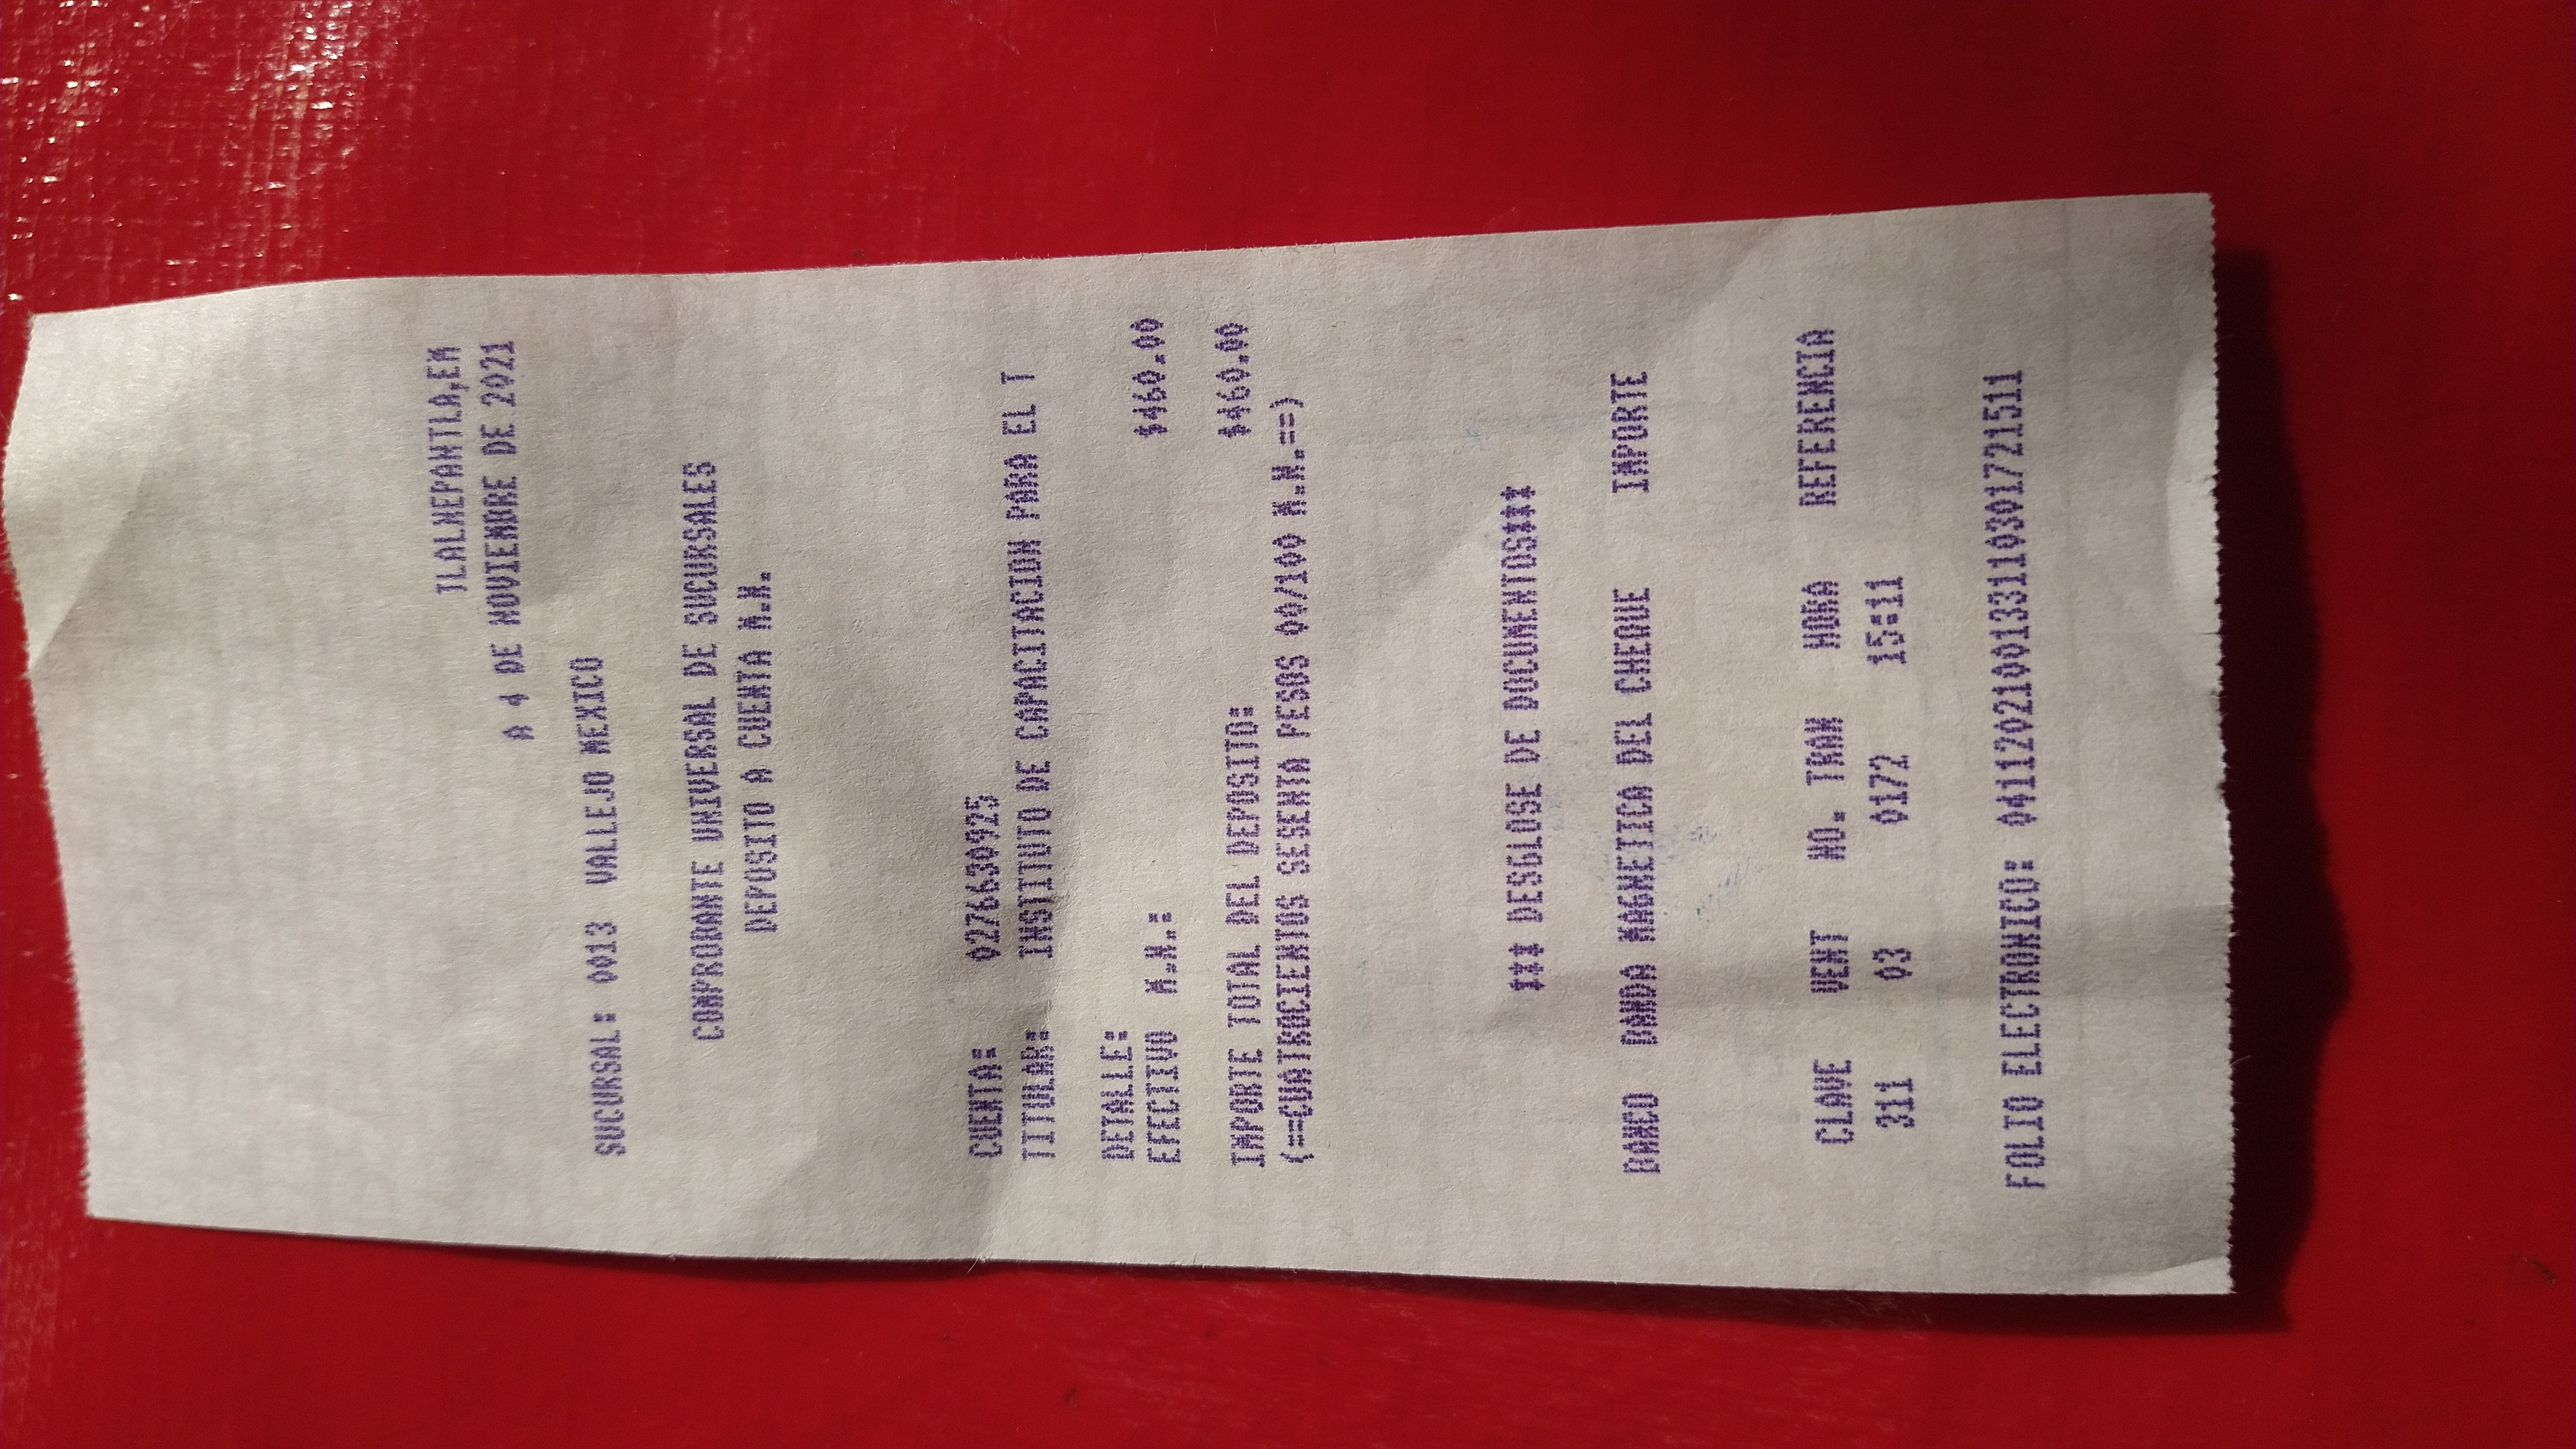 TLALNEPANTLA,EM
A 4 DE NOVIEMBRE DE 2021
SUCURSAL: 0013 VALLEJO MEXICO
COMPROBANTE UNIVERSAL DE SUCURSALES
DEPOSITO A CUENTA M.N.
CUENTA: 0276630925
TITULAR: INSTITUTO DE CAPACITACION PARA EL T
DETALLE:
EFECTIVO M.N.: $460.00
IMPORTE TOTAL DEL DEPOSITO: $460.00
(==CUATROCIENTOS SESENTA PESOS 00/100 M.N.==)
*** DESGLOSE DE DOCUMENTOS***
BANCO BANDA MAGNETICA DEL CHEQUE IMPORTE
CLAVE VENT NO. TRAN HORA REFERENCIA
311 03 0172 15:11
FOLIO ELECTRONICO: 0411202100133110301721511